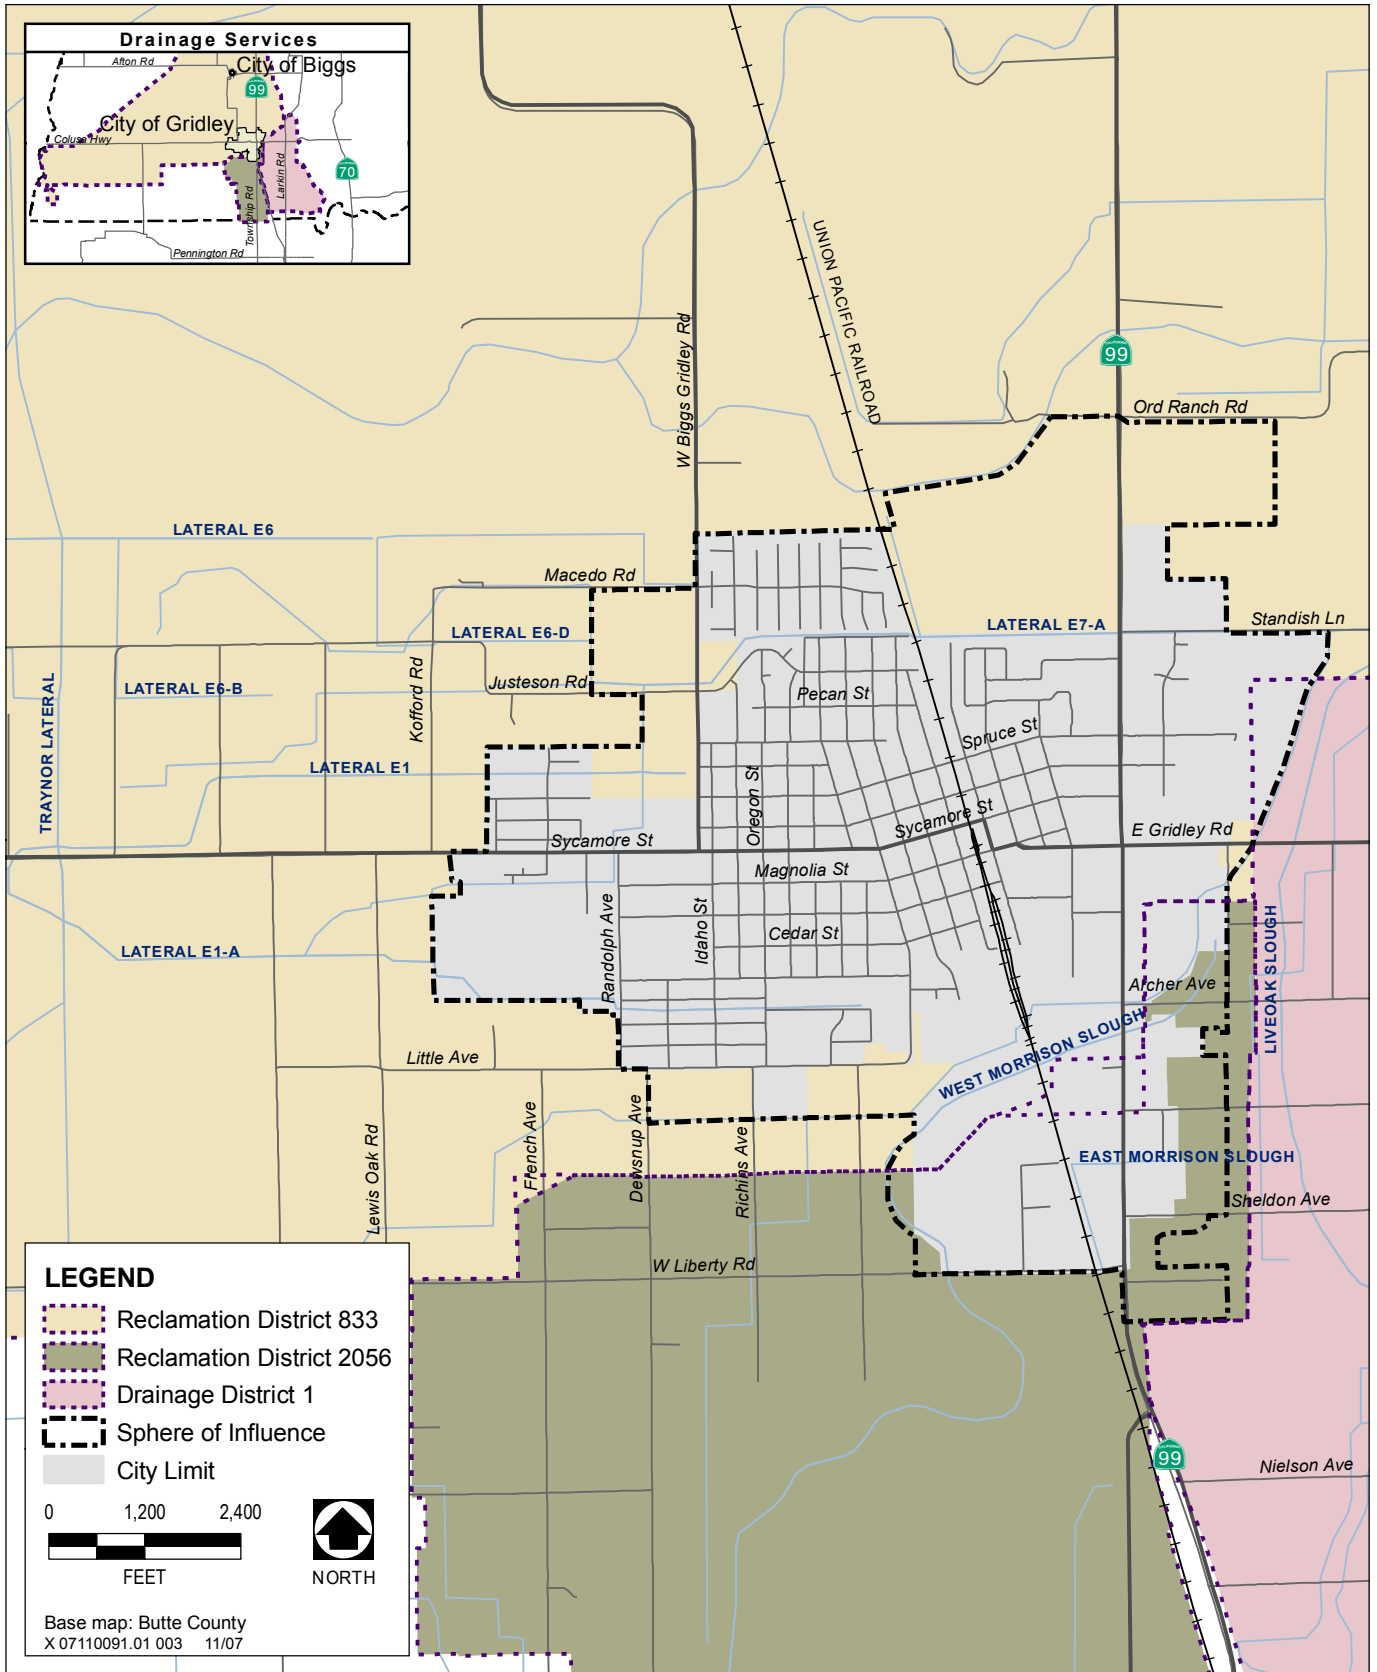 Drainage Services
Afton Rd
City of Biggs
99
City of Gridley
Colusa Hwy
70
Larkin Rd
Township Rd
Pennington Rd
UNION PACIFIC RAILROAD
W Biggs Gridley Rd
CALIFORNIA
99
Ord Ranch Rd
LATERAL E6
Macedo Rd
LATERAL E6-D
LATERAL E7-A
Standish Ln
Kofford Rd
Justeson Rd
LATERAL E6-B
Pecan St
TRAYNOR LATERAL
Spruce St
LATERAL E1
Oregon St
Sycamore St
Sycamore St
E Gridley Rd
Magnolia St
Randolph Ave
Idaho St
Cedar St
LATERAL E1-A
LIVEOAK SLOUGH
Archer Ave
WEST MORRISON SLOUGH
Little Ave
French Ave
Dewsnup Ave
Richins Ave
Lewis Oak Rd
EAST MORRISON SLOUGH
Sheldon Ave
W Liberty Rd
LEGEND
Reclamation District 833
Reclamation District 2056
Drainage District 1
Sphere of Influence
City Limit
0 1,200 2,400
FEET
NORTH
Base map: Butte County
X 07110091.01 003 11/07
CALIFORNIA
99
Nielson Ave